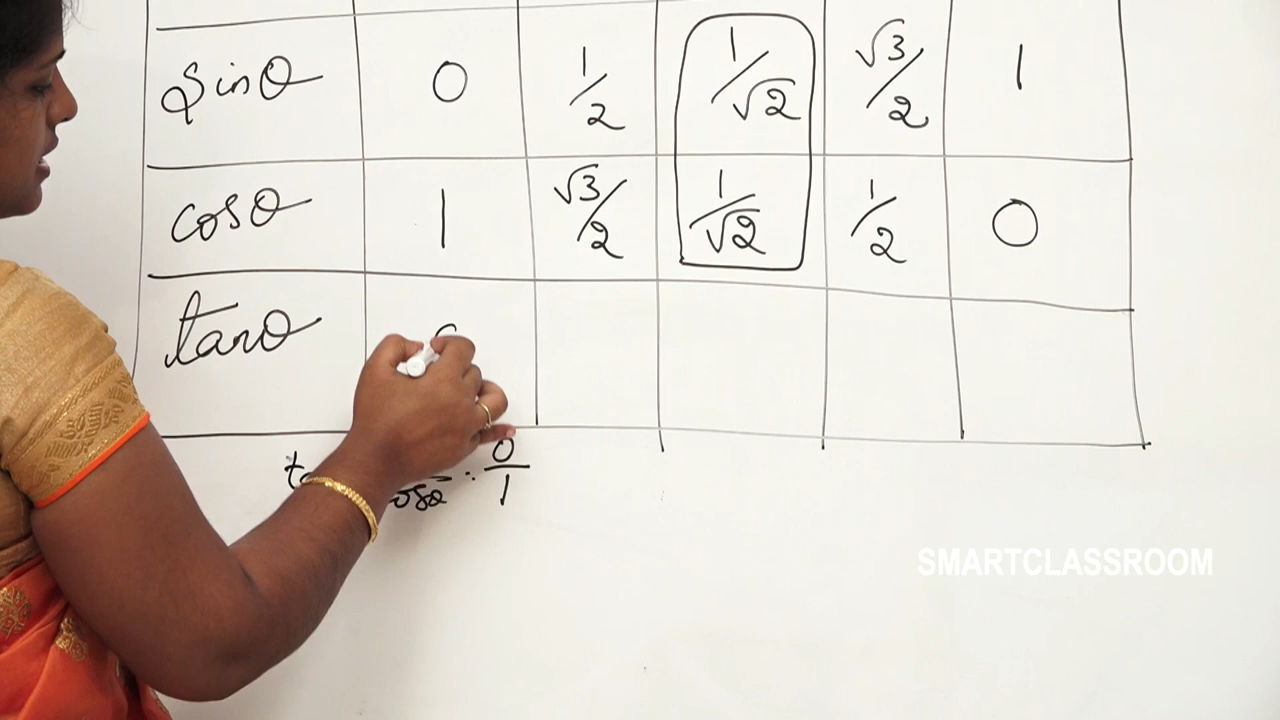 sinθ 0 1/2 1/√2 √3/2 1
cosθ 1 √3/2 1/√2 1/2 0
tanθ
0/1
SMARTCLASSROOM